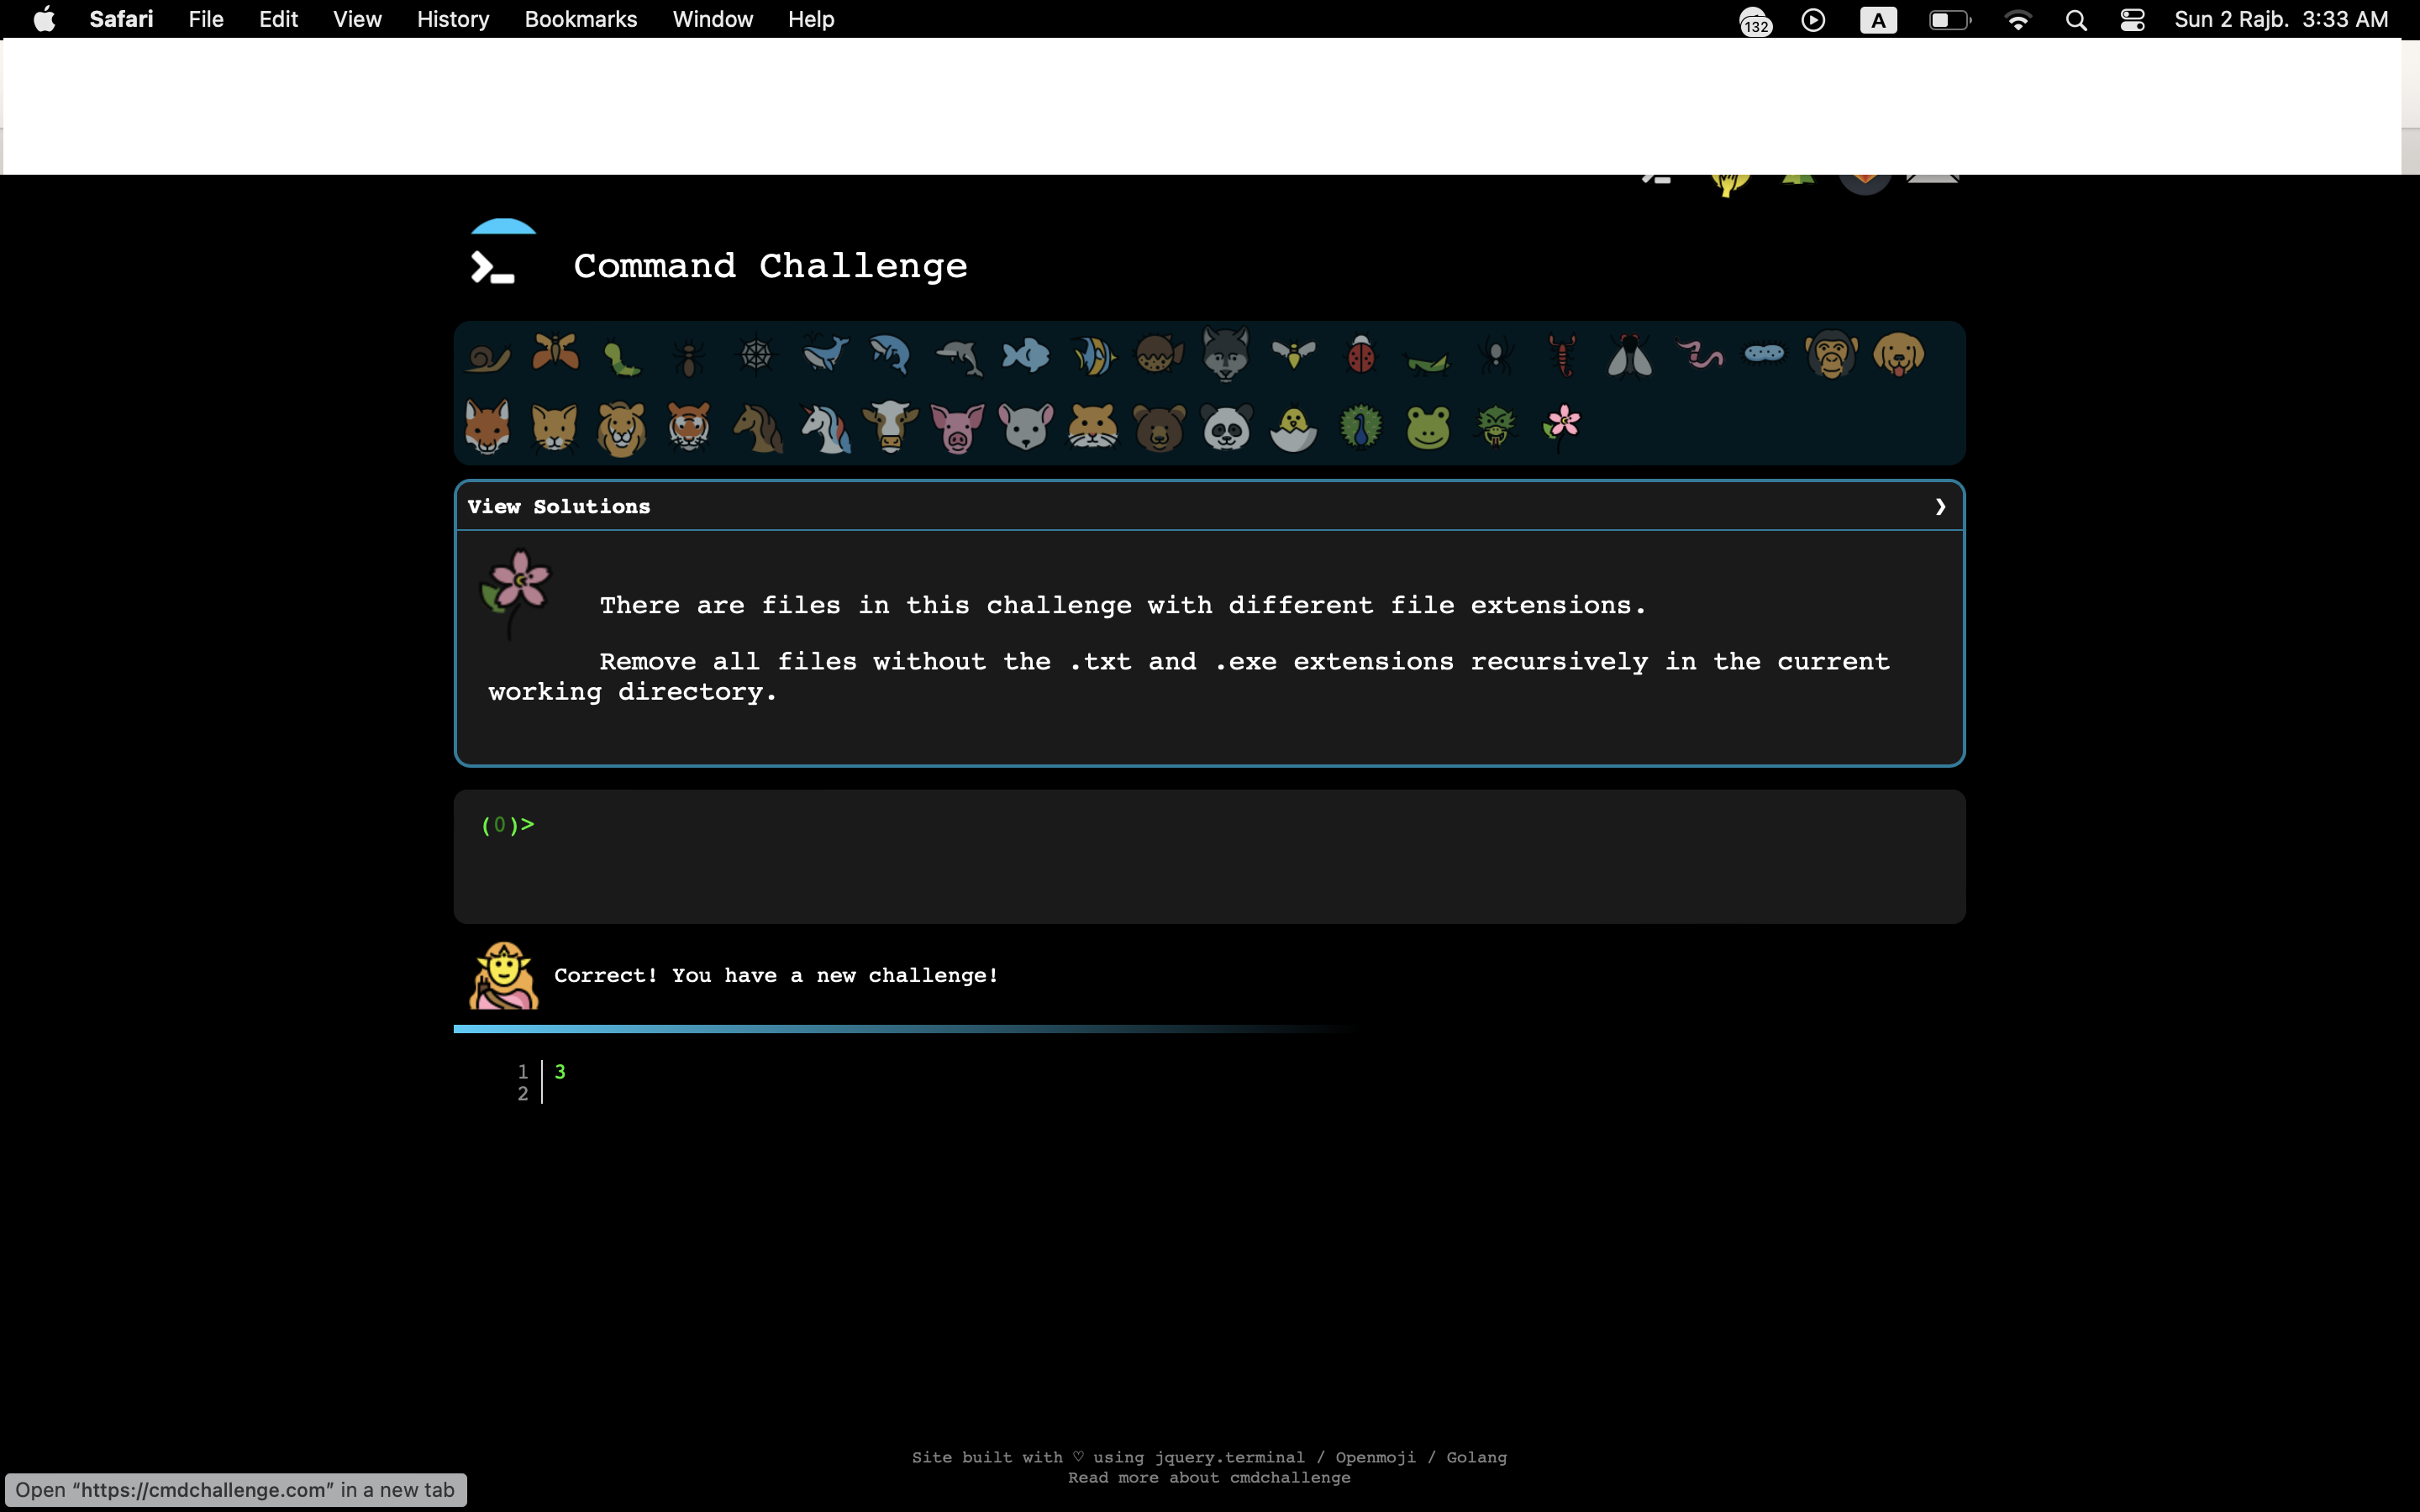 Safari File Edit View History Bookmarks Window Help 132 A Sun 2 Rajb. 3:33 AM
Command Challenge
View Solutions ❯
There are files in this challenge with different file extensions.
Remove all files without the .txt and .exe extensions recursively in the current
working directory.
(0)>
Correct! You have a new challenge!
1 3
2
Site built with ♡ using jquery.terminal / Openmoji / Golang
Read more about cmdchallenge
Open “https://cmdchallenge.com” in a new tab